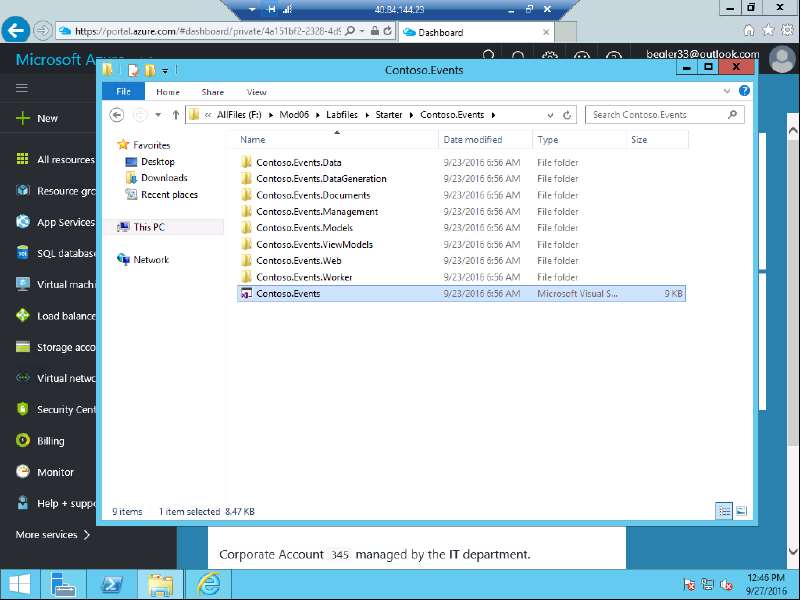 40.84.144.23
https://portal.azure.com/#dashboard/private/4a151bf2-2328-4d9
Dashboard
Microsoft Azure
bealer33@outlook.com
Contoso.Events
File Home Share View
AllFiles (F:) Mod06 Labfiles Starter Contoso.Events
Search Contoso.Events
New
All resources
Resource gro
App Services
SQL database
Virtual machi
Load balance
Storage acco
Virtual netwo
Security Cent
Billing
Monitor
Help + suppo
More services
Favorites
Desktop
Downloads
Recent places
This PC
Network
Name Date modified Type Size
Contoso.Events.Data 9/23/2016 6:56 AM File folder
Contoso.Events.DataGeneration 9/23/2016 6:56 AM File folder
Contoso.Events.Documents 9/23/2016 6:56 AM File folder
Contoso.Events.Management 9/23/2016 6:56 AM File folder
Contoso.Events.Models 9/23/2016 6:56 AM File folder
Contoso.Events.ViewModels 9/23/2016 6:56 AM File folder
Contoso.Events.Web 9/23/2016 6:56 AM File folder
Contoso.Events.Worker 9/23/2016 6:56 AM File folder
Contoso.Events 9/23/2016 6:56 AM Microsoft Visual S... 9 KB
9 items 1 item selected 8.47 KB
Corporate Account 345 managed by the IT department.
12:46 PM
9/27/2016